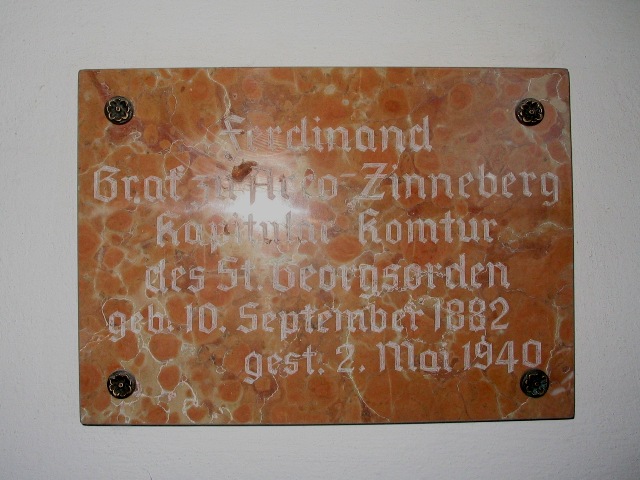 Ferdinand
Graf zu Arco-Zinneberg
Kapitular Komtur
des St. Georgsorden
geb. 10. September 1882
gest. 2. Mai 1940